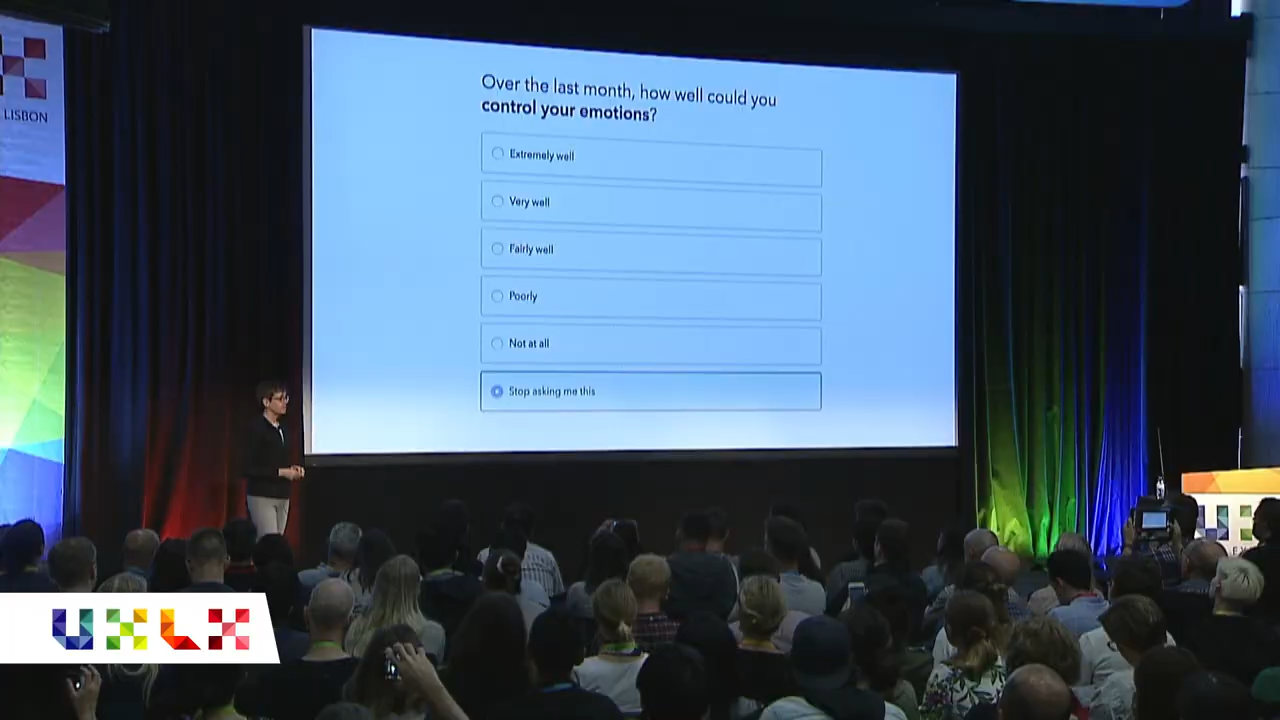 LISBON
Over the last month, how well could you
control your emotions?
Extremely well
Very well
Fairly well
Poorly
Not at all
Stop asking me this
UXLX